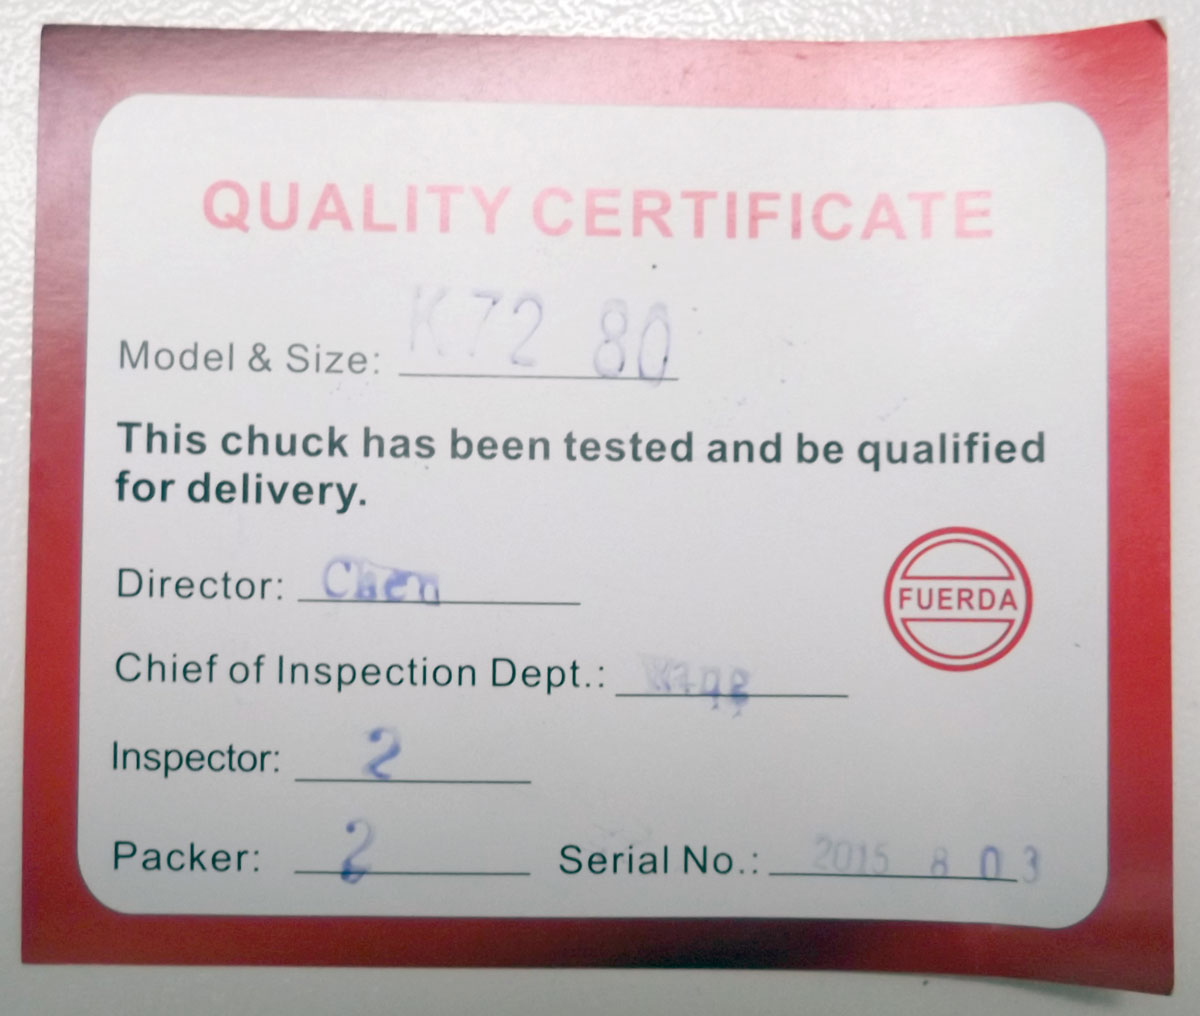 QUALITY CERTIFICATE
Model & Size: K72 80
This chuck has been tested and be qualified
for delivery.
Director: Chen
FUERDA
Chief of Inspection Dept.:
Inspector: 2
Packer: 2 Serial No.: 2015 8 03